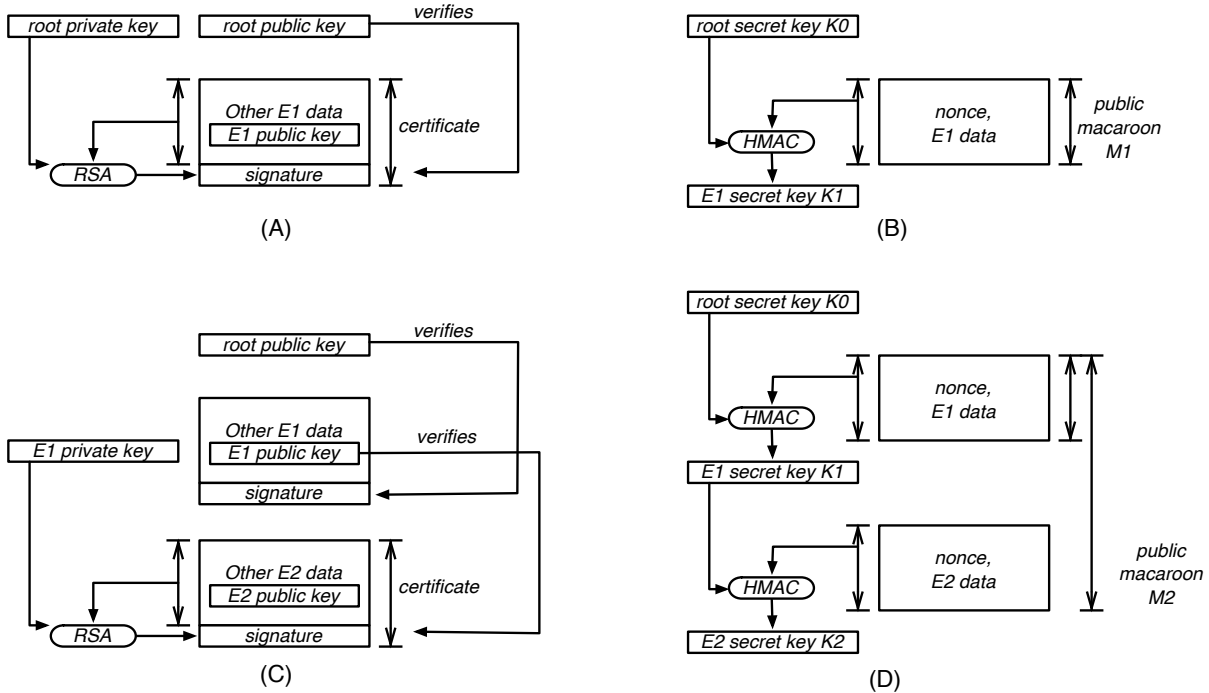 root private key
root public key
verifies
Other E1 data
E1 public key
certificate
RSA
signature
(A)
root secret key K0
nonce,
E1 data
public
macaroon
M1
HMAC
E1 secret key K1
(B)
root public key
verifies
Other E1 data
E1 private key
E1 public key
verifies
signature
Other E2 data
E2 public key
certificate
RSA
signature
(C)
root secret key K0
nonce,
E1 data
HMAC
E1 secret key K1
nonce,
E2 data
HMAC
public
macaroon
M2
E2 secret key K2
(D)